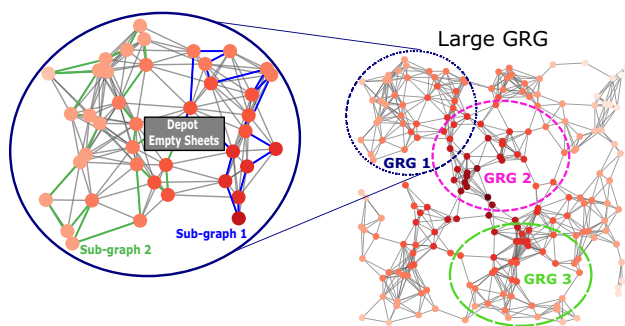 Large GRG
Depot
Empty Sheets
GRG 1
GRG 2
Sub-graph 1
Sub-graph 2
GRG 3